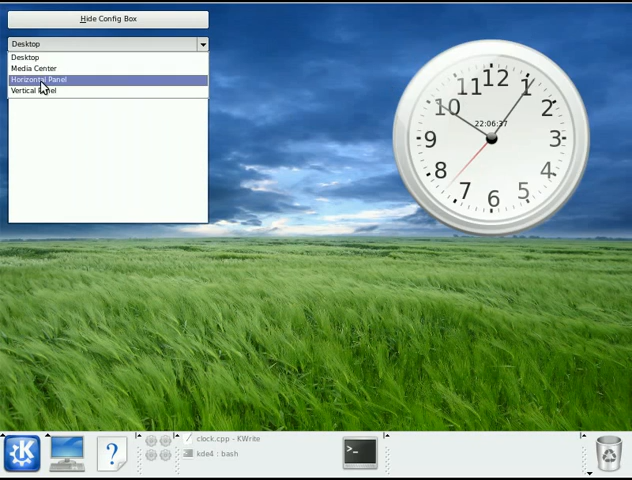 Hide Config Box
Desktop
Desktop
Media Center
Horizontal Panel
Vertical
12
1
2
3
4
5
6
7
8
9
10
11
22:06:37
clock.cpp - KWrite
kde4 : bash
K
?
>_